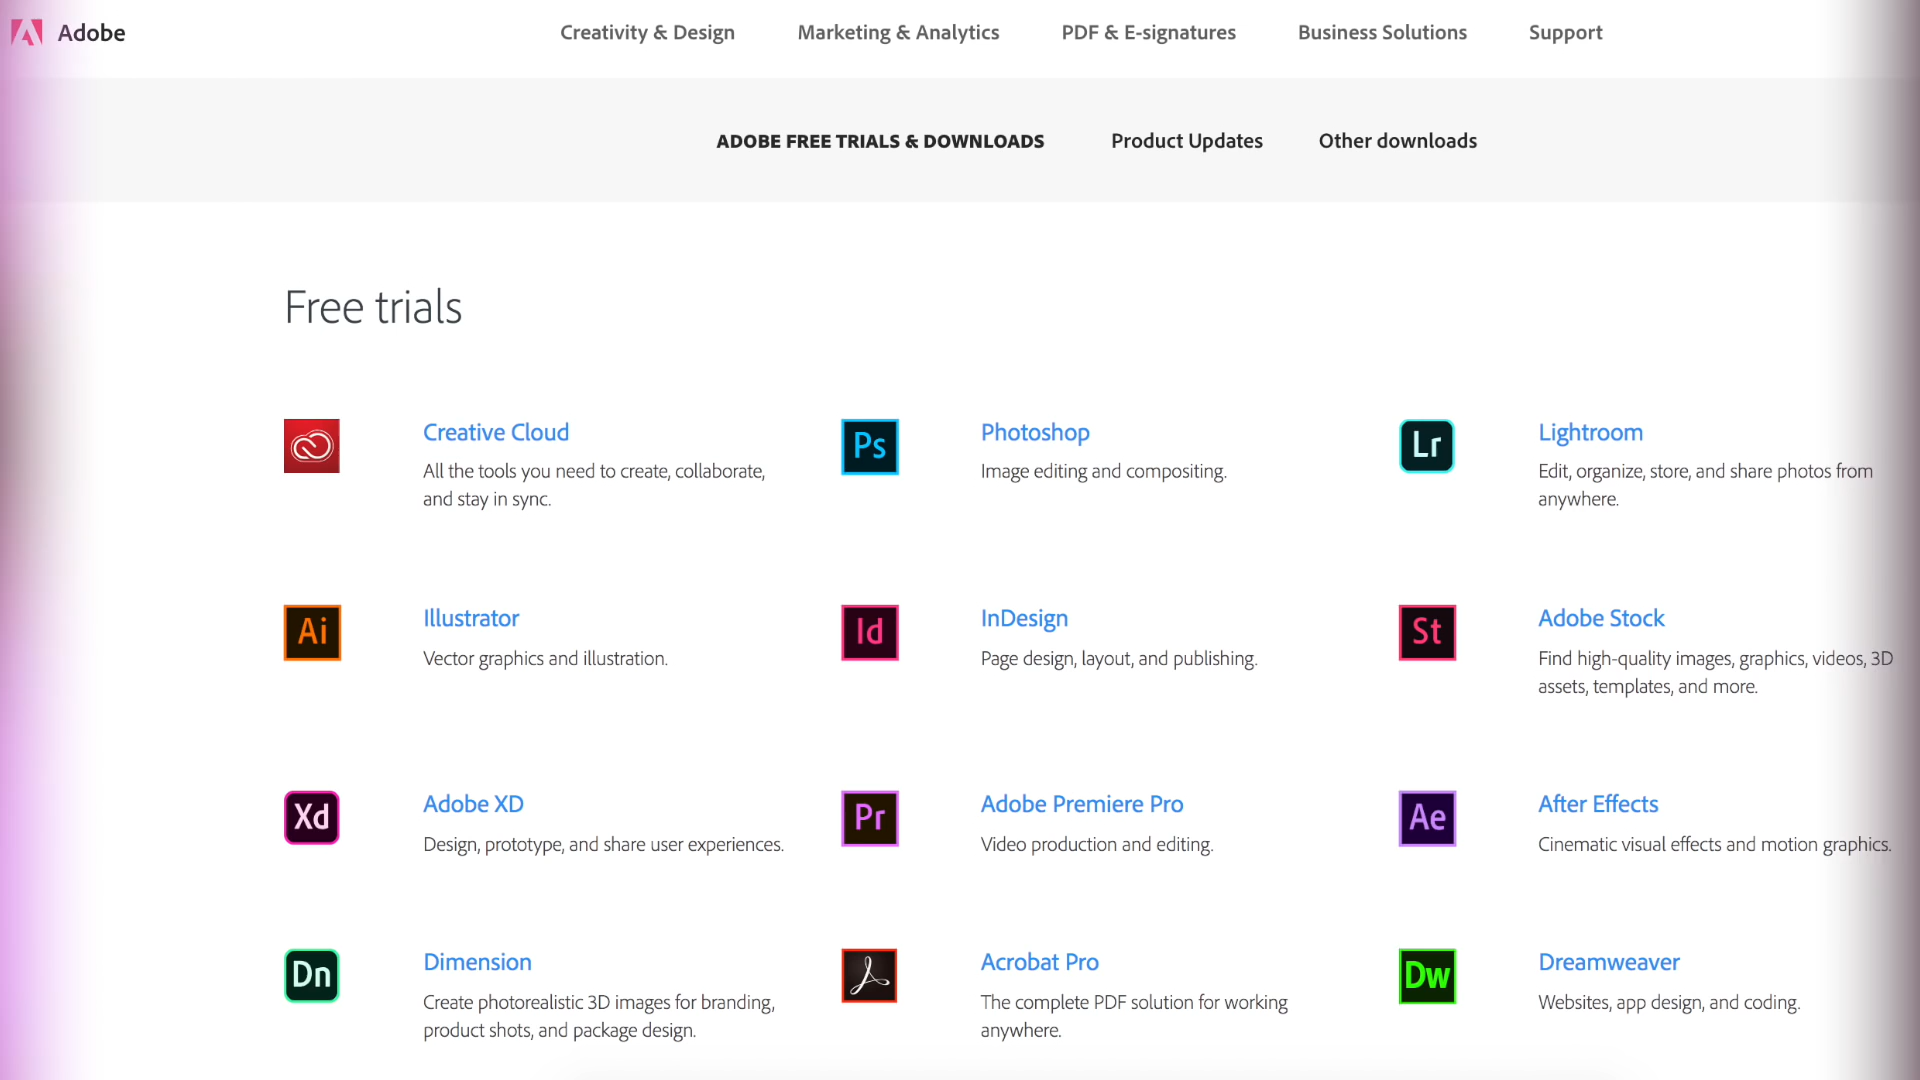 Adobe
Creativity & Design
Marketing & Analytics
PDF & E-signatures
Business Solutions
Support
ADOBE FREE TRIALS & DOWNLOADS
Product Updates
Other downloads
Free trials
Creative Cloud
All the tools you need to create, collaborate,
and stay in sync.
Ps
Photoshop
Image editing and compositing.
Lr
Lightroom
Edit, organize, store, and share photos from
anywhere.
Ai
Illustrator
Vector graphics and illustration.
Id
InDesign
Page design, layout, and publishing.
St
Adobe Stock
Find high-quality images, graphics, videos, 3D
assets, templates, and more.
Xd
Adobe XD
Design, prototype, and share user experiences.
Pr
Adobe Premiere Pro
Video production and editing.
Ae
After Effects
Cinematic visual effects and motion graphics.
Dn
Dimension
Create photorealistic 3D images for branding,
product shots, and package design.
Acrobat Pro
The complete PDF solution for working
anywhere.
Dw
Dreamweaver
Websites, app design, and coding.